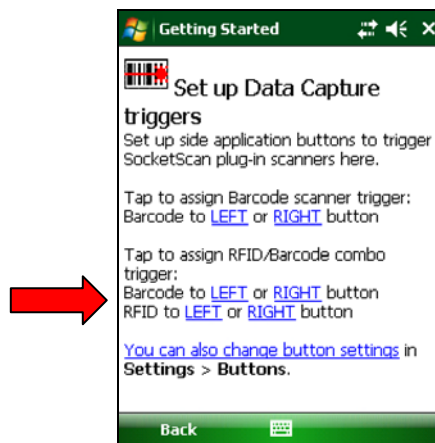 Getting Started
Set up Data Capture
triggers
Set up side application buttons to trigger
SocketScan plug-in scanners here.
Tap to assign Barcode scanner trigger:
Barcode to LEFT or RIGHT button
Tap to assign RFID/Barcode combo
trigger:
Barcode to LEFT or RIGHT button
RFID to LEFT or RIGHT button
You can also change button settings in
Settings > Buttons.
Back